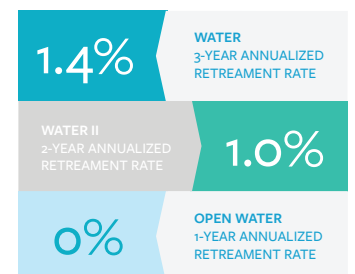 1.4%
WATER
3-YEAR ANNUALIZED
RETREAMENT RATE
WATER II
2-YEAR ANNUALIZED
RETREAMENT RATE
1.0%
0%
OPEN WATER
1-YEAR ANNUALIZED
RETREAMENT RATE